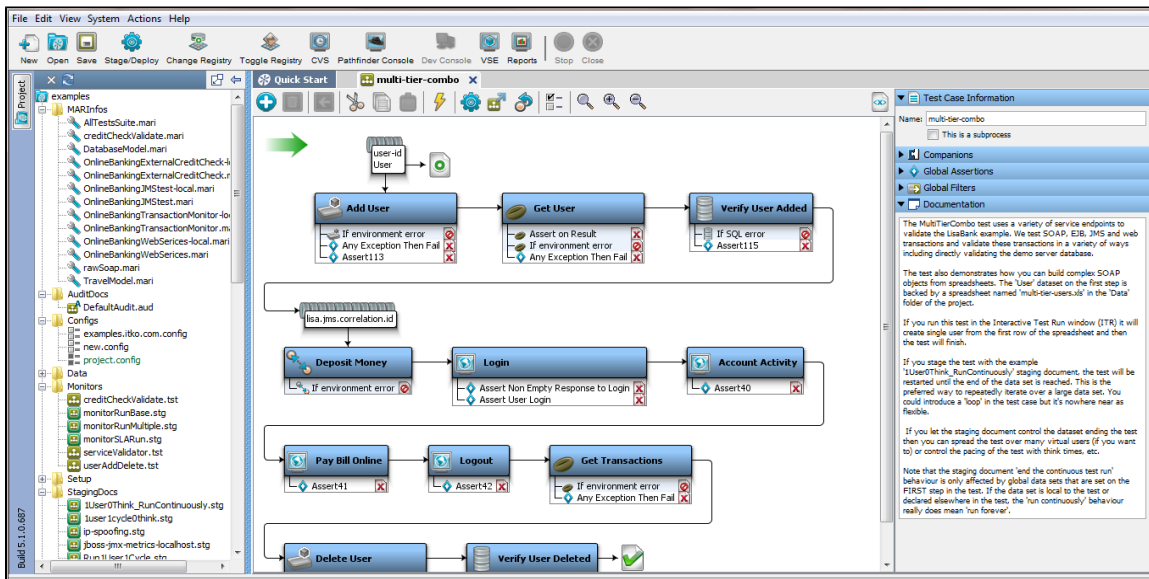 File Edit View System Actions Help
New Open Save Stage/Deploy Change Registry Toggle Registry CVS Pathfinder Console Dev Console VSE Reports Stop Close
Project
examples
MARInfos
AllTestsSuite.mari
creditCheckValidate.mari
DatabaseModel.mari
OnlineBankingExternalCreditCheck-l
OnlineBankingExternalCreditCheck.r
OnlineBankingJMStest-local.mari
OnlineBankingJMStest.mari
OnlineBankingTransactionMonitor-lo
OnlineBankingTransactionMonitor.m
OnlineBankingWebSerices-local.mari
OnlineBankingWebSerices.mari
rawSoap.mari
TravelModel.mari
AuditDocs
DefaultAudit.aud
Configs
examples.itko.com.config
new.config
project.config
Data
Monitors
creditCheckValidate.tst
monitorRunBase.stg
monitorRunMultiple.stg
monitorSLARun.stg
serviceValidator.tst
userAddDelete.tst
Setup
StagingDocs
1User0Think_RunContinuously.stg
1user1cycle0think.stg
ip-spoofing.stg
jboss-jmx-metrics-localhost.stg
Run1User1Cycle.stg
Build 5.1.0.687
Quick Start
multi-tier-combo
user-id
User
Add User
If environment error
Any Exception Then Fail
Assert113
Get User
Assert on Result
If environment error
Any Exception Then Fail
Verify User Added
If SQL error
Assert115
lisa.jms.correlation.id
Deposit Money
If environment error
Login
Assert Non Empty Response to Login
Assert User Login
Account Activity
Assert40
Pay Bill Online
Assert41
Logout
Assert42
Get Transactions
If environment error
Any Exception Then Fail
Delete User
Verify User Deleted
Test Case Information
Name: multi-tier-combo
This is a subprocess
Companions
Global Assertions
Global Filters
Documentation
The MultiTierCombo test uses a variety of service endpoints to
validate the LisaBank example. We test SOAP, EJB, JMS and web
transactions and validate these transactions in a variety of ways
including directly validating the demo server database.
The test also demonstrates how you can build complex SOAP
objects from spreadsheets. The 'User' dataset on the first step is
backed by a spreadsheet named 'multi-tier-users.xls' in the 'Data'
folder of the project.
If you run this test in the Interactive Test Run window (ITR) it will
create single user from the first row of the spreadsheet and then
the test will finish.
If you stage the test with the example
'1User0Think_RunContinuously' staging document, the test will be
restarted until the end of the data set is reached. This is the
preferred way to repeatedly iterate over a large data set. You
could introduce a 'loop' in the test case but it's nowhere near as
flexible.
If you let the staging document control the dataset ending the test
then you can spread the test over many virtual users (if you want
to) or control the pacing of the test with think times, etc.
Note that the staging document 'end the continuous test run'
behaviour is only affected by global data sets that are set on the
FIRST step in the test. If the data set is local to the test or
declared elsewhere in the test, the 'run continuously' behaviour
really does mean 'run forever'.